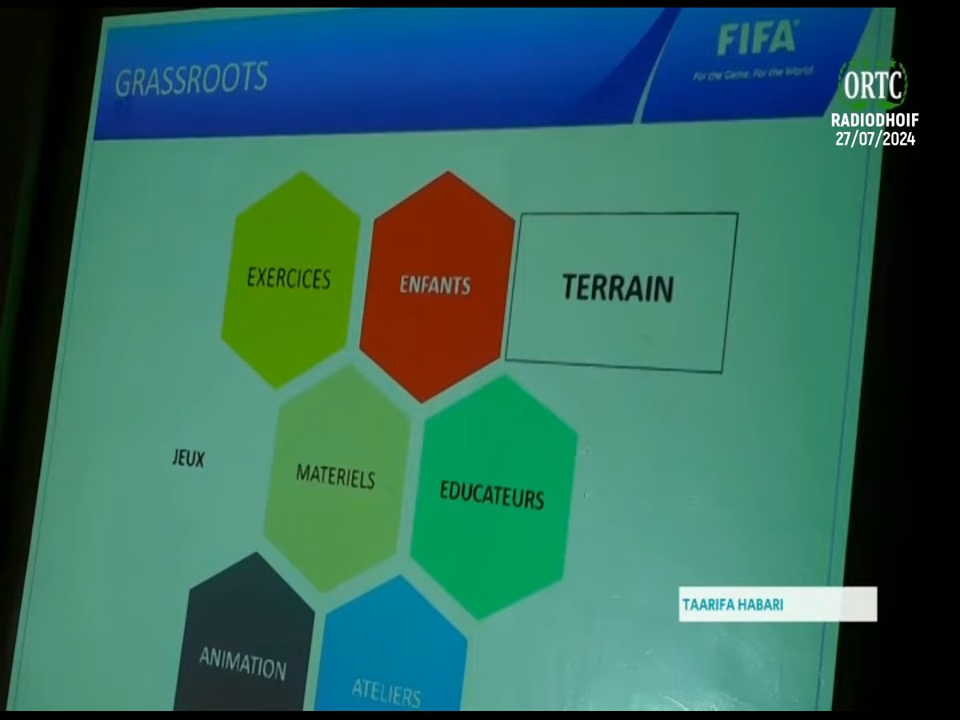 GRASSROOTS
FIFA
For the Game. For the World.
ORTC
RADIODHOIF
27/07/2024
EXERCICES
ENFANTS
TERRAIN
JEUX
MATERIELS
EDUCATEURS
TAARIFA HABARI
ANIMATION
ATELIERS